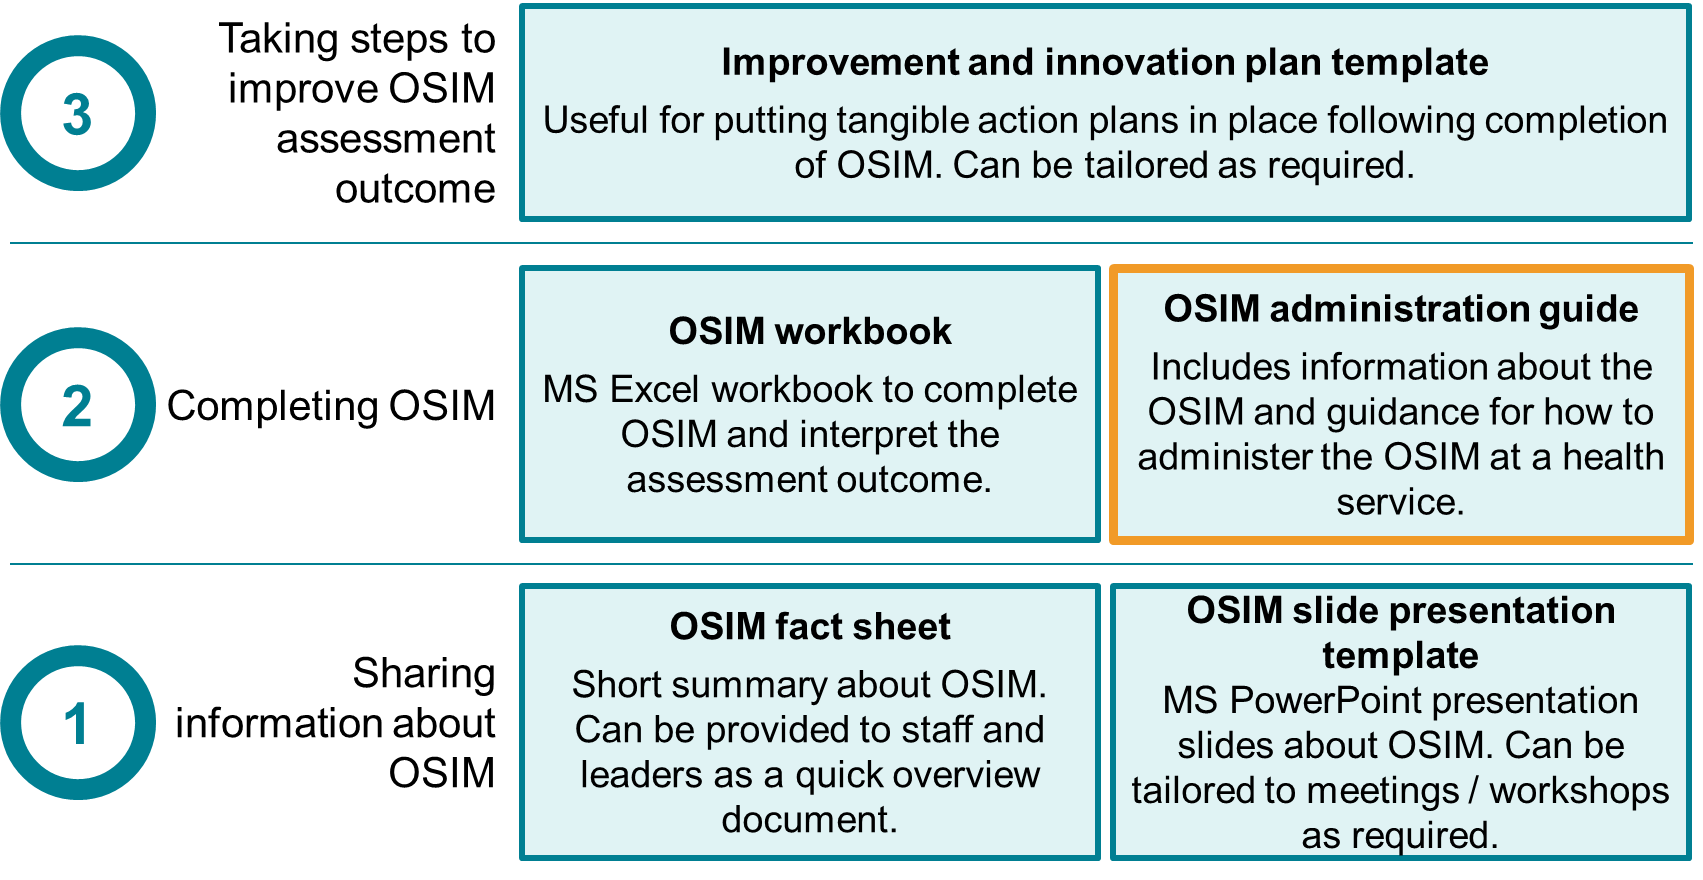 3
Taking steps to
improve OSIM
assessment
outcome
Improvement and innovation plan template
Useful for putting tangible action plans in place following completion
of OSIM. Can be tailored as required.
2
Completing OSIM
OSIM workbook
MS Excel workbook to complete
OSIM and interpret the
assessment outcome.
OSIM administration guide
Includes information about the
OSIM and guidance for how to
administer the OSIM at a health
service.
1
Sharing
information about
OSIM
OSIM fact sheet
Short summary about OSIM.
Can be provided to staff and
leaders as a quick overview
document.
OSIM slide presentation
template
MS PowerPoint presentation
slides about OSIM. Can be
tailored to meetings / workshops
as required.